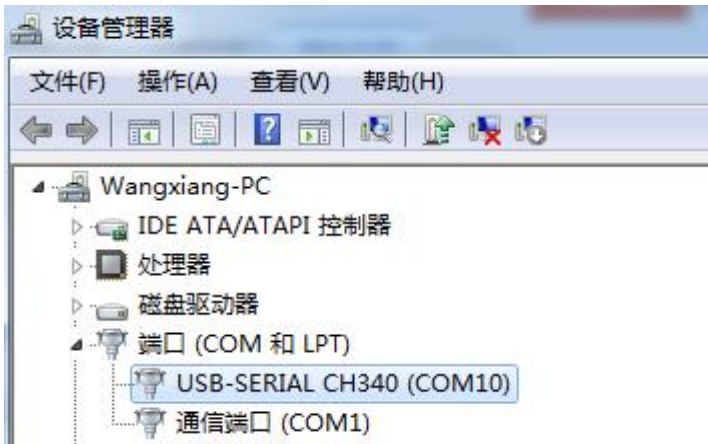 设备管理器
文件(F) 操作(A) 查看(V) 帮助(H)
Wangxiang-PC
IDE ATA/ATAPI 控制器
处理器
磁盘驱动器
端口 (COM 和 LPT)
USB-SERIAL CH340 (COM10)
通信端口 (COM1)